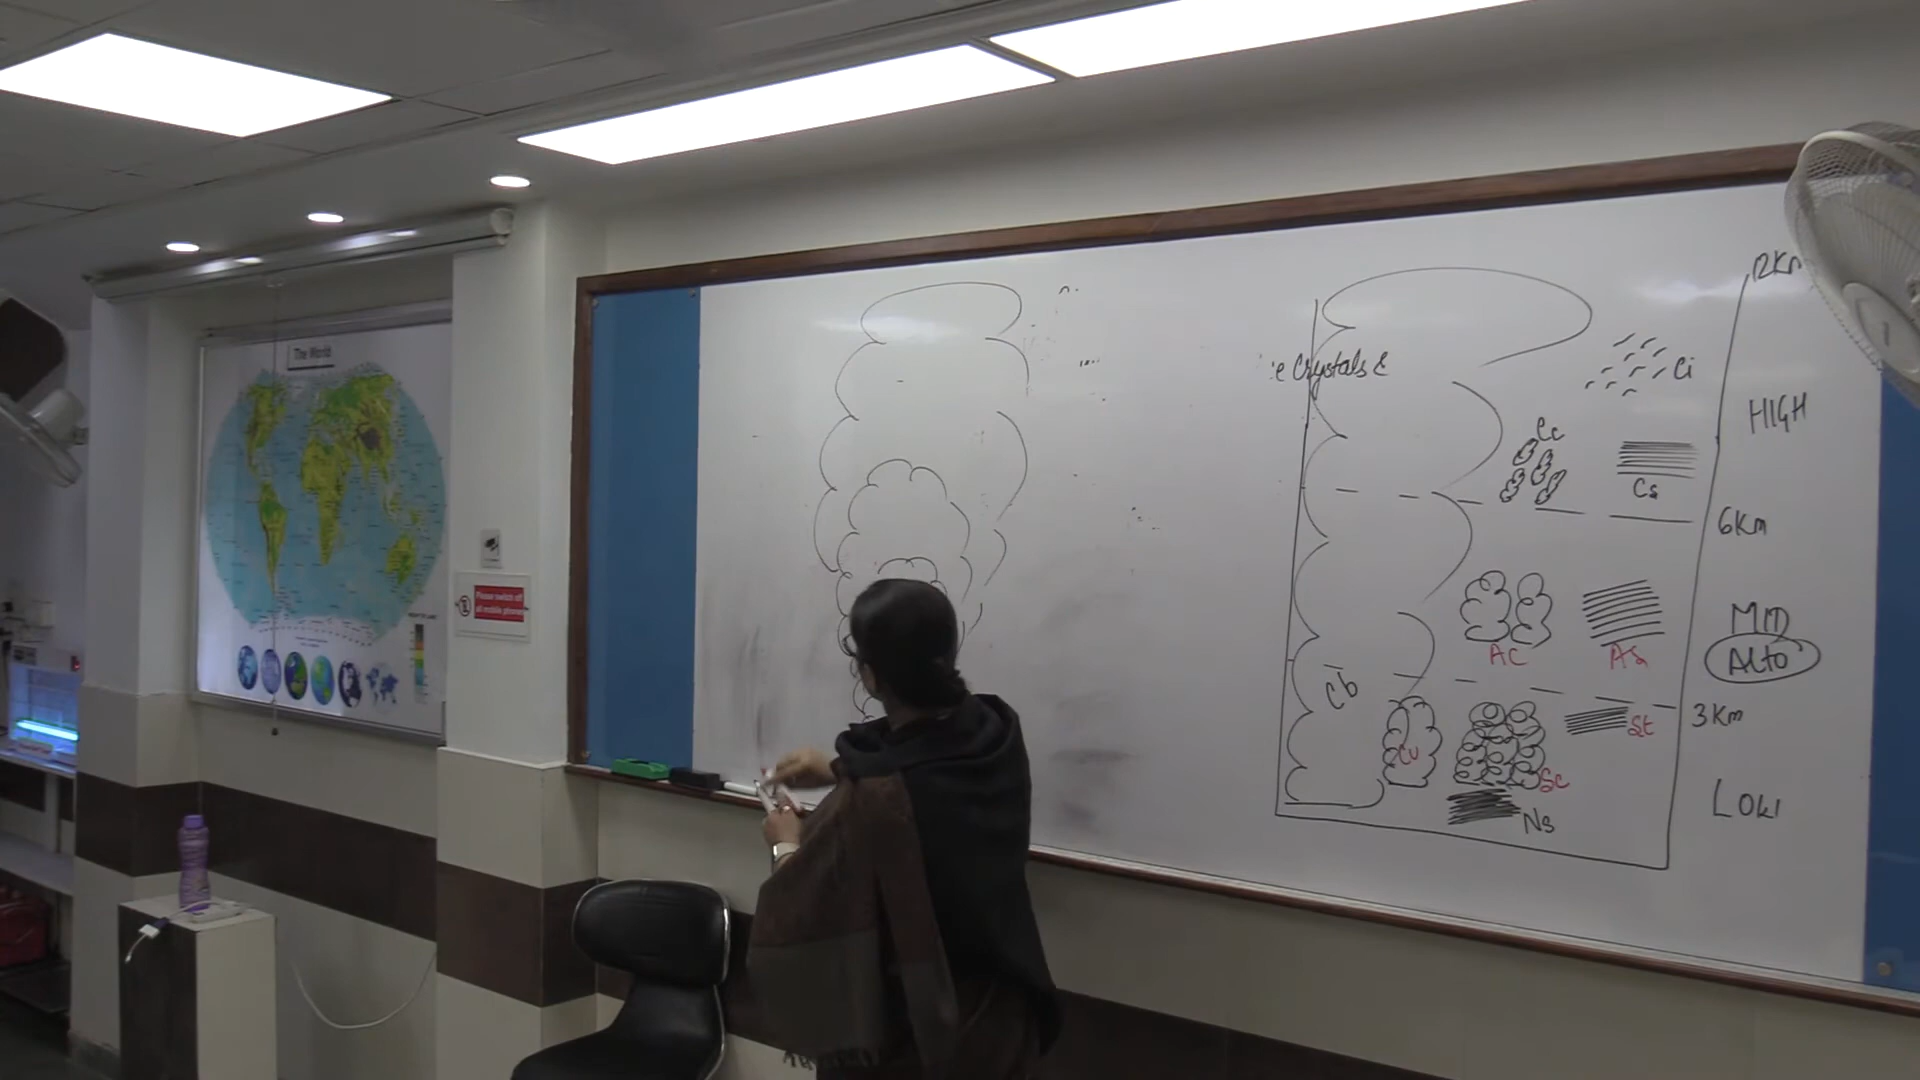 The World
Please switch off
all mobile phones
e Crystals &
12Km
Ci
HIGH
Cc
Cs
6Km
MID
Alto
Ac
As
Cb
3Km
St
Cu
Sc
Ns
LOW